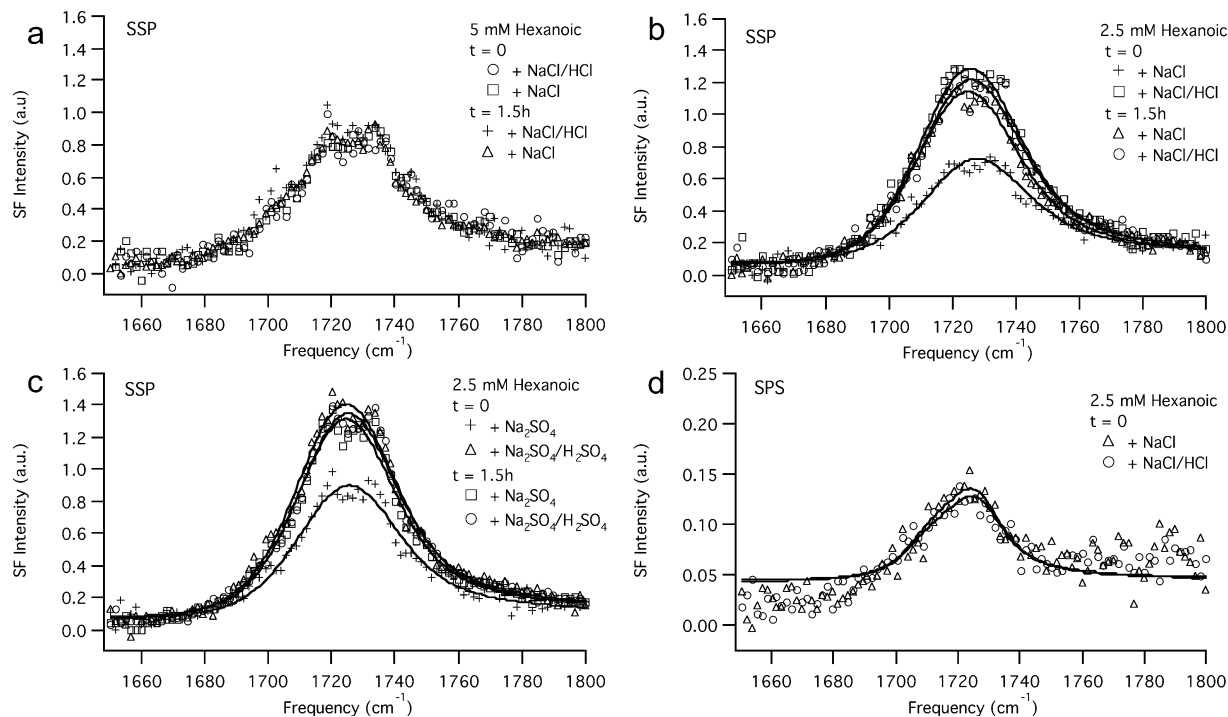 a
SSP
5 mM Hexanoic
t = 0
○ + NaCl/HCl
□ + NaCl
t = 1.5h
+ + NaCl/HCl
△ + NaCl
SF Intensity (a.u)
1.6
1.4
1.2
1.0
0.8
0.6
0.4
0.2
0.0
1660 1680 1700 1720 1740 1760 1780 1800
Frequency (cm⁻¹)
b
SSP
2.5 mM Hexanoic
t = 0
+ + NaCl
□ + NaCl/HCl
t = 1.5h
△ + NaCl
○ + NaCl/HCl
SF Intensity (a.u.)
1.6
1.4
1.2
1.0
0.8
0.6
0.4
0.2
0.0
1660 1680 1700 1720 1740 1760 1780 1800
Frequency (cm⁻¹)
c
SSP
2.5 mM Hexanoic
t = 0
+ + Na₂SO₄
△ + Na₂SO₄/H₂SO₄
t = 1.5h
□ + Na₂SO₄
○ + Na₂SO₄/H₂SO₄
SF Intensity (a.u.)
1.6
1.4
1.2
1.0
0.8
0.6
0.4
0.2
0.0
1660 1680 1700 1720 1740 1760 1780 1800
Frequency (cm⁻¹)
d
SPS
2.5 mM Hexanoic
t = 0
△ + NaCl
○ + NaCl/HCl
SF Intensity (a.u.)
0.25
0.20
0.15
0.10
0.05
0.00
1660 1680 1700 1720 1740 1760 1780 1800
Frequency (cm⁻¹)